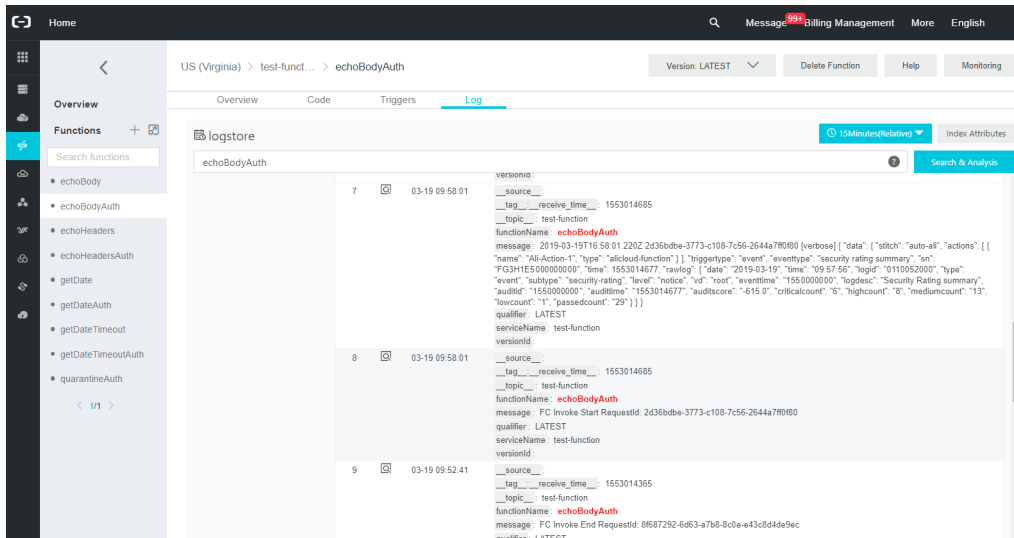 Home
Message 99+ Billing Management More English
US (Virginia) > test-funct... > echoBodyAuth
Version: LATEST Delete Function Help Monitoring
Overview
Functions
Search functions.
echoBody
echoBodyAuth
echoHeaders
echoHeadersAuth
getDate
getDateAuth
getDateTimeout
getDateTimeoutAuth
quarantineAuth
< 1/1 >
Overview Code Triggers Log
logstore
15Minutes(Relative) Index Attributes
echoBodyAuth
? Search & Analysis
versionId :
7 03-19 09:58:01 __source__ :
__tag__:__receive_time__ : 1553014685
__topic__ : test-function
functionName : echoBodyAuth
message : 2019-03-19T16:58:01.220Z 2d36bdbe-3773-c108-7c56-2644a7ff0f80 [verbose] { "data": { "stitch": "auto-all", "actions": [ {
"name": "Ali-Action-1", "type": "alicloud-function" } ], "triggertype": "event", "eventtype": "security rating summary", "sn":
"FG3H1E5000000000", "time": 1553014677, "rawlog": { "date": "2019-03-19", "time": "09:57:56", "logid": "0110052000", "type":
"event", "subtype": "security-rating", "level": "notice", "vd": "root", "eventtime": "1550000000", "logdesc": "Security Rating summary",
"auditid": "1550000000", "audittime": "1553014677", "auditscore": "-615.0", "criticalcount": "6", "highcount": "8", "mediumcount": "13",
"lowcount": "1", "passedcount": "29" } } }
qualifier : LATEST
serviceName : test-function
versionId :
8 03-19 09:58:01 __source__ :
__tag__:__receive_time__ : 1553014685
__topic__ : test-function
functionName : echoBodyAuth
message : FC Invoke Start RequestId: 2d36bdbe-3773-c108-7c56-2644a7ff0f80
qualifier : LATEST
serviceName : test-function
versionId :
9 03-19 09:52:41 __source__ :
__tag__:__receive_time__ : 1553014365
__topic__ : test-function
functionName : echoBodyAuth
message : FC Invoke End RequestId: 8f687292-6d63-a7b8-8c0e-e43c8d4de9ec
qualifier : LATEST